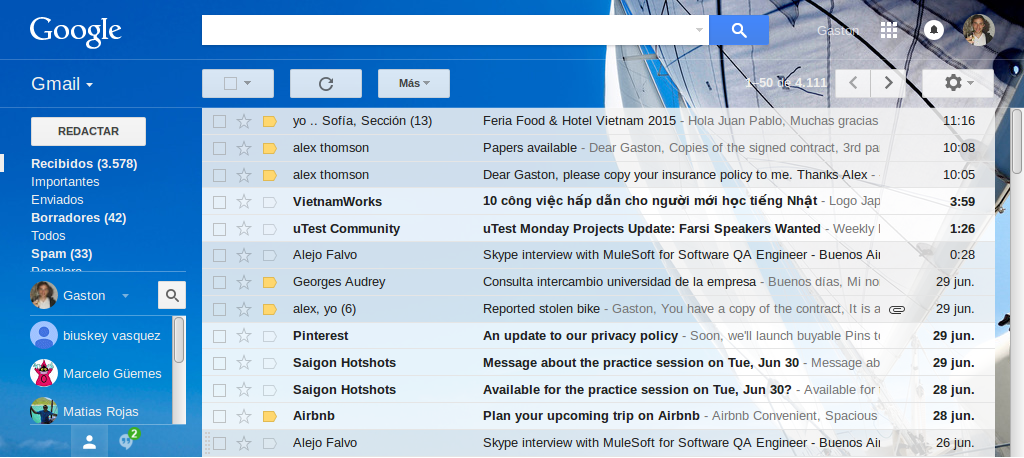 Google
Gaston
Gmail
Más
1–50 de 4.111
REDACTAR
Recibidos (3.578)
Importantes
Enviados
Borradores (42)
Todos
Spam (33)
Papelera
Gaston
biuskey vasquez
Marcelo Güemes
Matias Rojas
2
yo .. Sofía, Sección (13) Feria Food & Hotel Vietnam 2015 - Hola Juan Pablo, Muchas gracias 11:16
alex thomson Papers available - Dear Gaston, Copies of the signed contract, 3rd pa 10:08
alex thomson Dear Gaston, please copy your insurance policy to me. Thanks Alex - 10:05
VietnamWorks 10 công việc hấp dẫn cho người mới học tiếng Nhật - Logo Jap 3:59
uTest Community uTest Monday Projects Update: Farsi Speakers Wanted - Weekly 1:26
Alejo Falvo Skype interview with MuleSoft for Software QA Engineer - Buenos Air 0:28
Georges Audrey Consulta intercambio universidad de la empresa - Buenos días, Mi no 29 jun.
alex, yo (6) Reported stolen bike - Gaston, You have a copy of the contract, It is a 29 jun.
Pinterest An update to our privacy policy - Soon, we'll launch buyable Pins to 29 jun.
Saigon Hotshots Message about the practice session on Tue, Jun 30 - Message ab 29 jun.
Saigon Hotshots Available for the practice session on Tue, Jun 30? - Available for 28 jun.
Airbnb Plan your upcoming trip on Airbnb - Airbnb Convenient, Spacious 28 jun.
Alejo Falvo Skype interview with MuleSoft for Software QA Engineer - Buenos Air 26 jun.